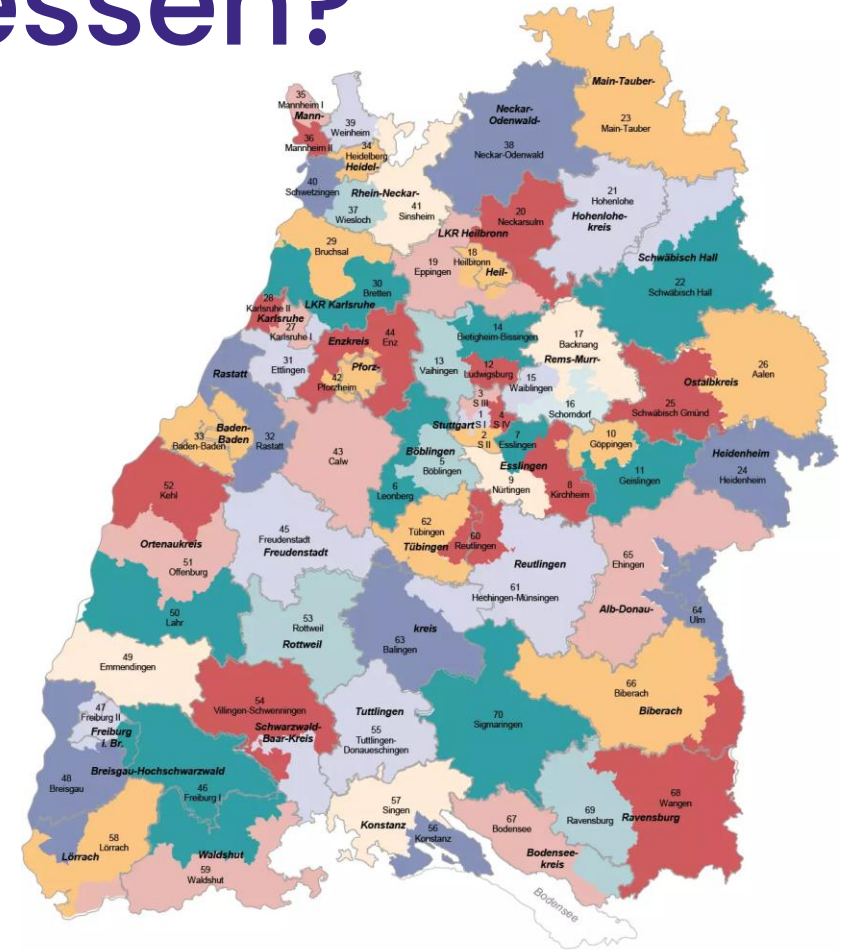 essen?
35
Mannheim I
Mann-
36
Mannheim II
39
Weinheim
34
Heidelberg
Heidel-
40
Schwetzingen
Rhein-Neckar-
37
Wiesloch
41
Sinsheim
Neckar-
Odenwald-
38
Neckar-Odenwald
Main-Tauber-
23
Main-Tauber
21
Hohenlohe
Hohenlohe-
kreis
20
Neckarsulm
LKR Heilbronn
18
Heilbronn
Heil-
19
Eppingen
Schwäbisch Hall
22
Schwäbisch Hall
29
Bruchsal
30
Bretten
LKR Karlsruhe
28
Karlsruhe II
Karlsruhe
27
Karlsruhe I
31
Ettlingen
Enzkreis
44
Enz
Pforz-
42
Pforzheim
13
Vaihingen
14
Bietigheim-Bissingen
12
Ludwigsburg
17
Backnang
Rems-Murr-
15
Waiblingen
16
Schorndorf
3
S III
1
S I
4
S IV
2
S II
Stuttgart
26
Aalen
Ostalbkreis
25
Schwäbisch Gmünd
Rastatt
32
Rastatt
Baden-
Baden
33
Baden-Baden
43
Calw
Böblingen
5
Böblingen
6
Leonberg
7
Esslingen
Esslingen
9
Nürtingen
8
Kirchheim
10
Göppingen
11
Geislingen
Heidenheim
24
Heidenheim
52
Kehl
Ortenaukreis
51
Offenburg
45
Freudenstadt
Freudenstadt
62
Tübingen
Tübingen
60
Reutlingen
Reutlingen
61
Hechingen-Münsingen
65
Ehingen
Alb-Donau-
64
Ulm
50
Lahr
53
Rottweil
Rottweil
kreis
63
Balingen
49
Emmendingen
54
Villingen-Schwenningen
Schwarzwald-
Baar-Kreis
Tuttlingen
55
Tuttlingen-
Donaueschingen
70
Sigmaringen
66
Biberach
Biberach
47
Freiburg II
Freiburg
i. Br.
48
Breisgau
Breisgau-Hochschwarzwald
46
Freiburg I
58
Lörrach
Lörrach
Waldshut
59
Waldshut
57
Singen
Konstanz
56
Konstanz
67
Bodensee
Bodensee-
kreis
69
Ravensburg
Ravensburg
68
Wangen
Bodensee